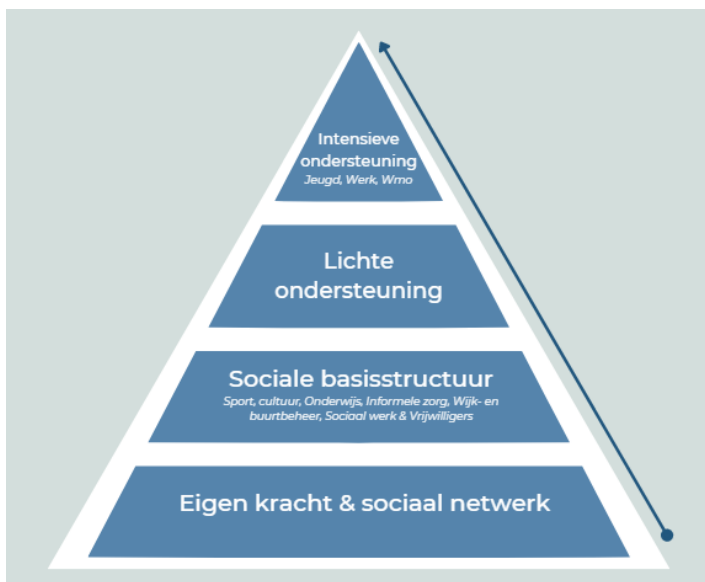 Intensieve
ondersteuning
Jeugd, Werk, Wmo
Lichte
ondersteuning
Sociale basisstructuur
Sport, cultuur, Onderwijs, Informele zorg, Wijk- en
buurtbeheer, Sociaal werk & Vrijwilligers
Eigen kracht & sociaal netwerk